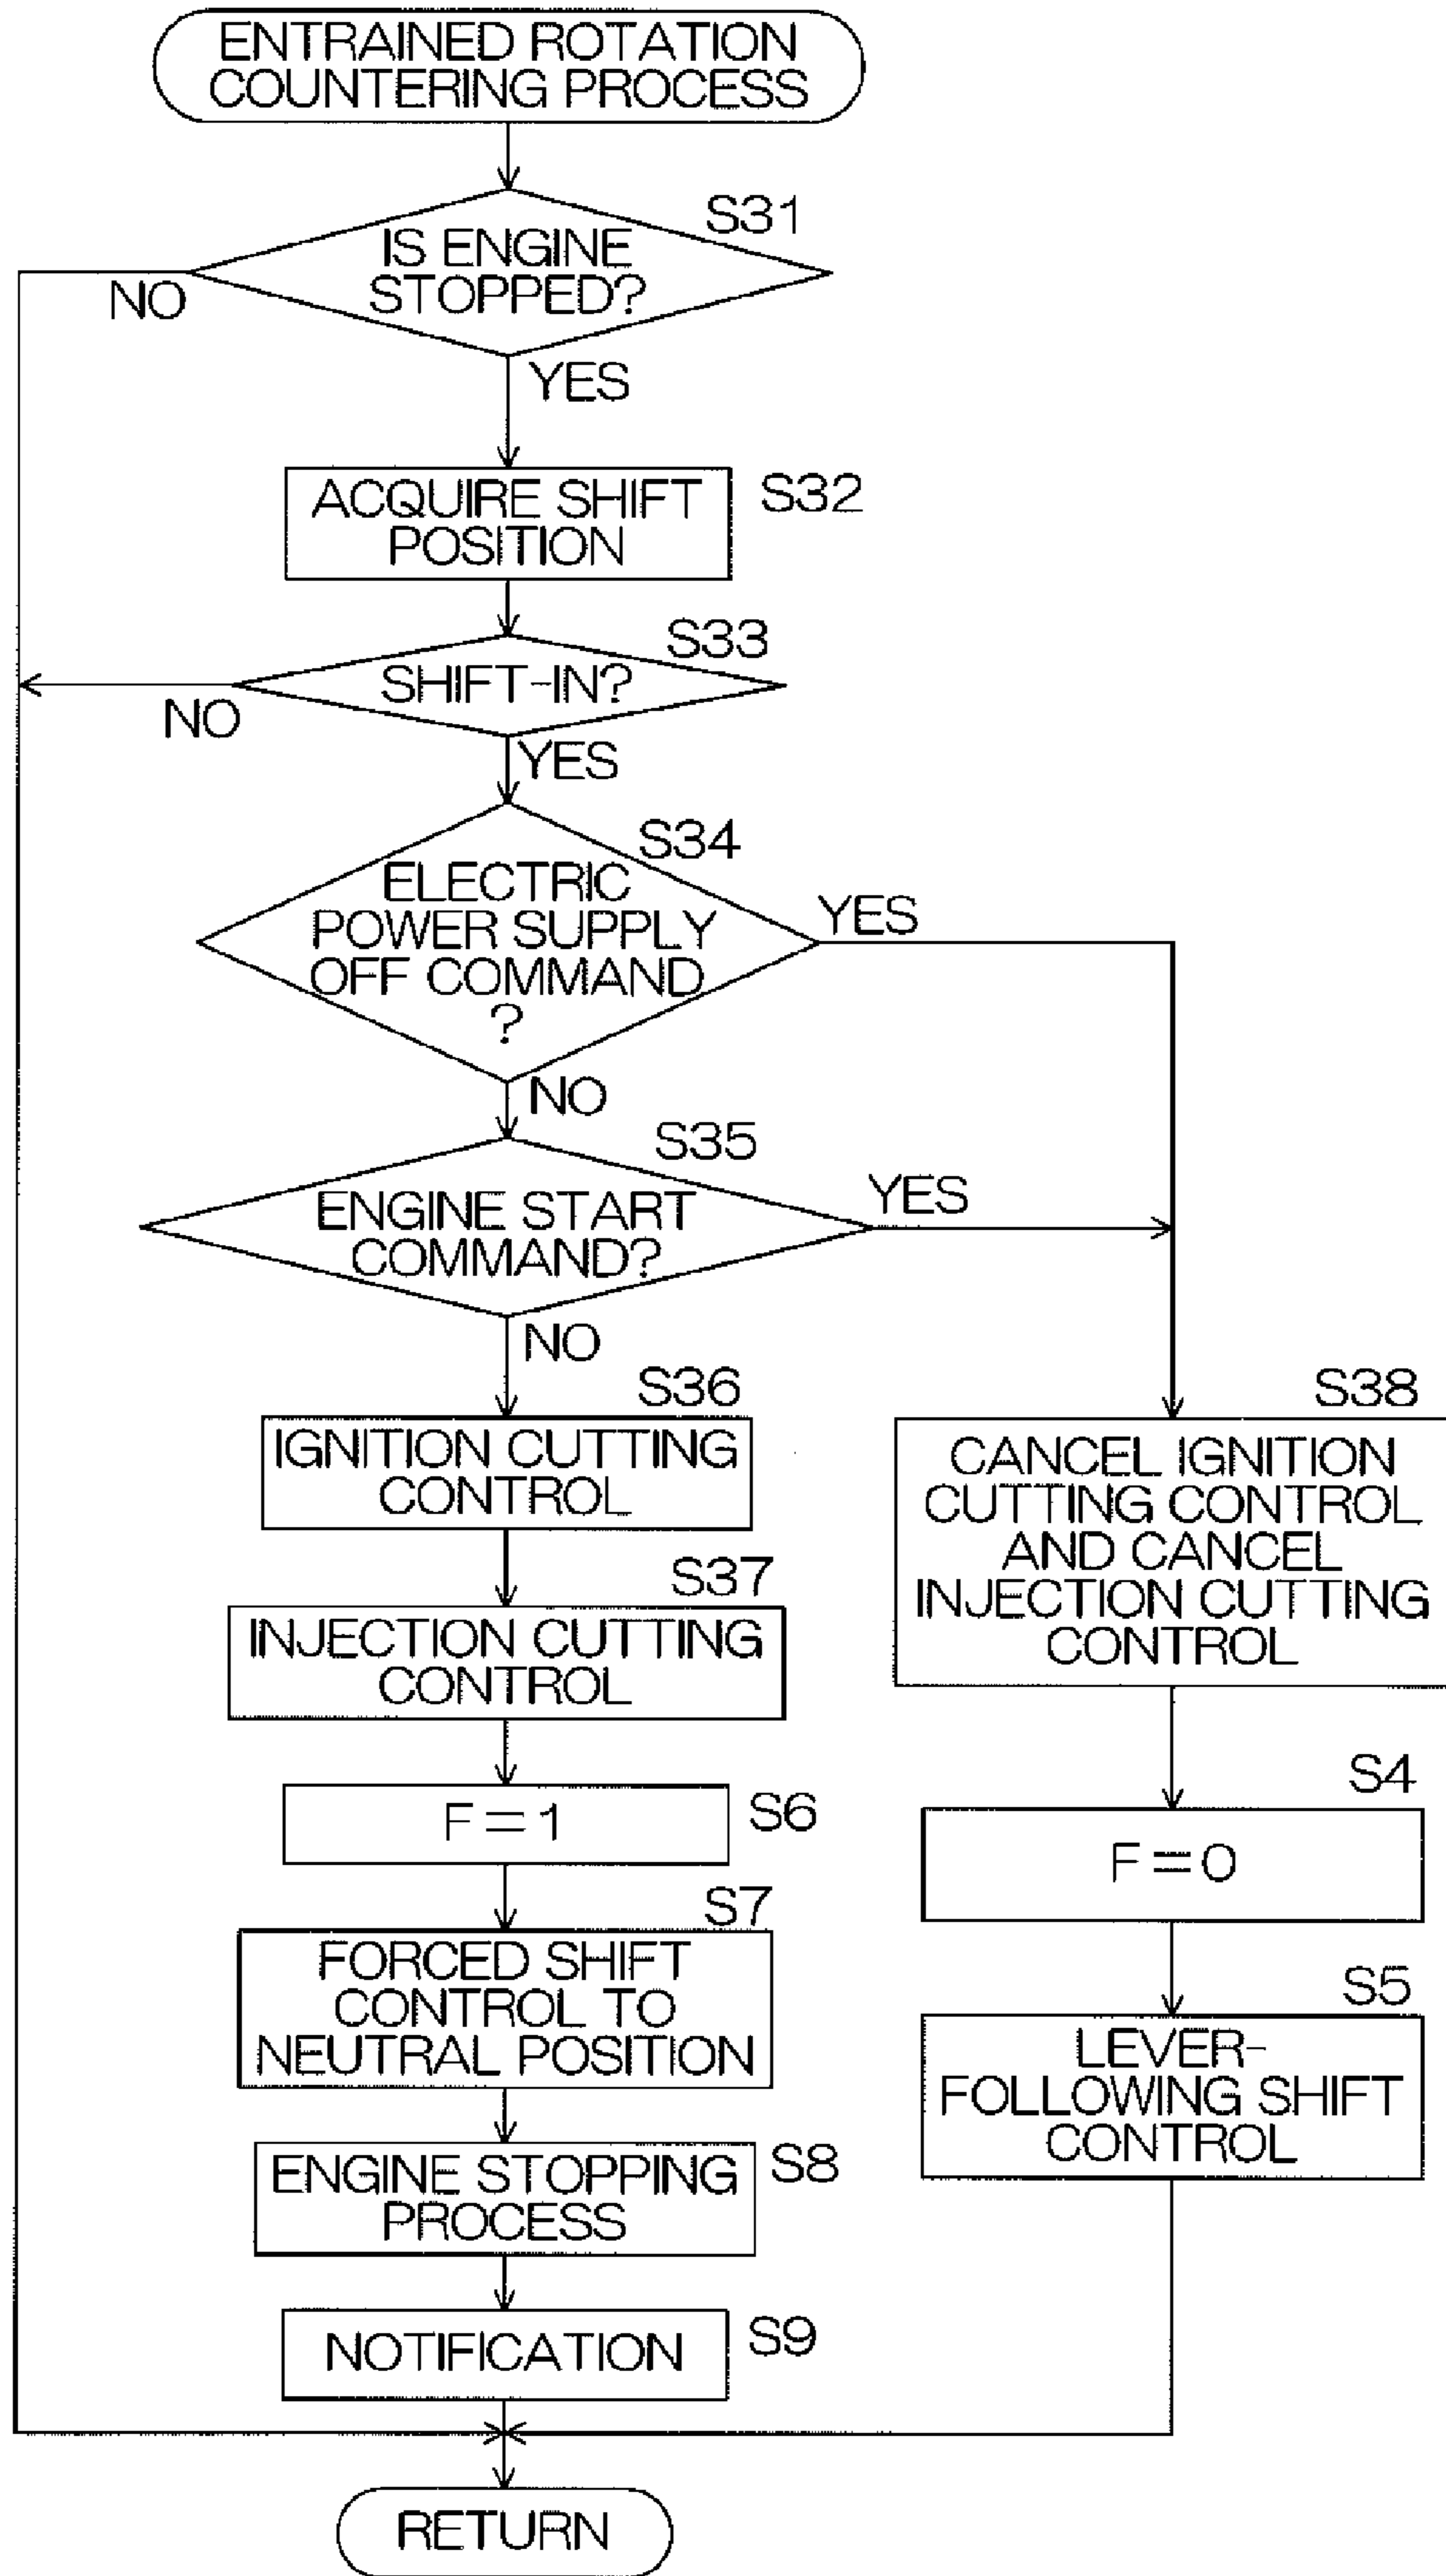 ENTRAINED ROTATION
COUNTERING PROCESS
S31
IS ENGINE
STOPPED?
NO
YES
ACQUIRE SHIFT
POSITION
S32
S33
SHIFT-IN?
NO
YES
S34
ELECTRIC
POWER SUPPLY
OFF COMMAND
?
YES
NO
S35
ENGINE START
COMMAND?
YES
NO
S36
IGNITION CUTTING
CONTROL
S37
INJECTION CUTTING
CONTROL
F=1
S6
S7
FORCED SHIFT
CONTROL TO
NEUTRAL POSITION
ENGINE STOPPING
PROCESS
S8
NOTIFICATION
S9
S38
CANCEL IGNITION
CUTTING CONTROL
AND CANCEL
INJECTION CUTTING
CONTROL
S4
F=0
S5
LEVER-
FOLLOWING SHIFT
CONTROL
RETURN